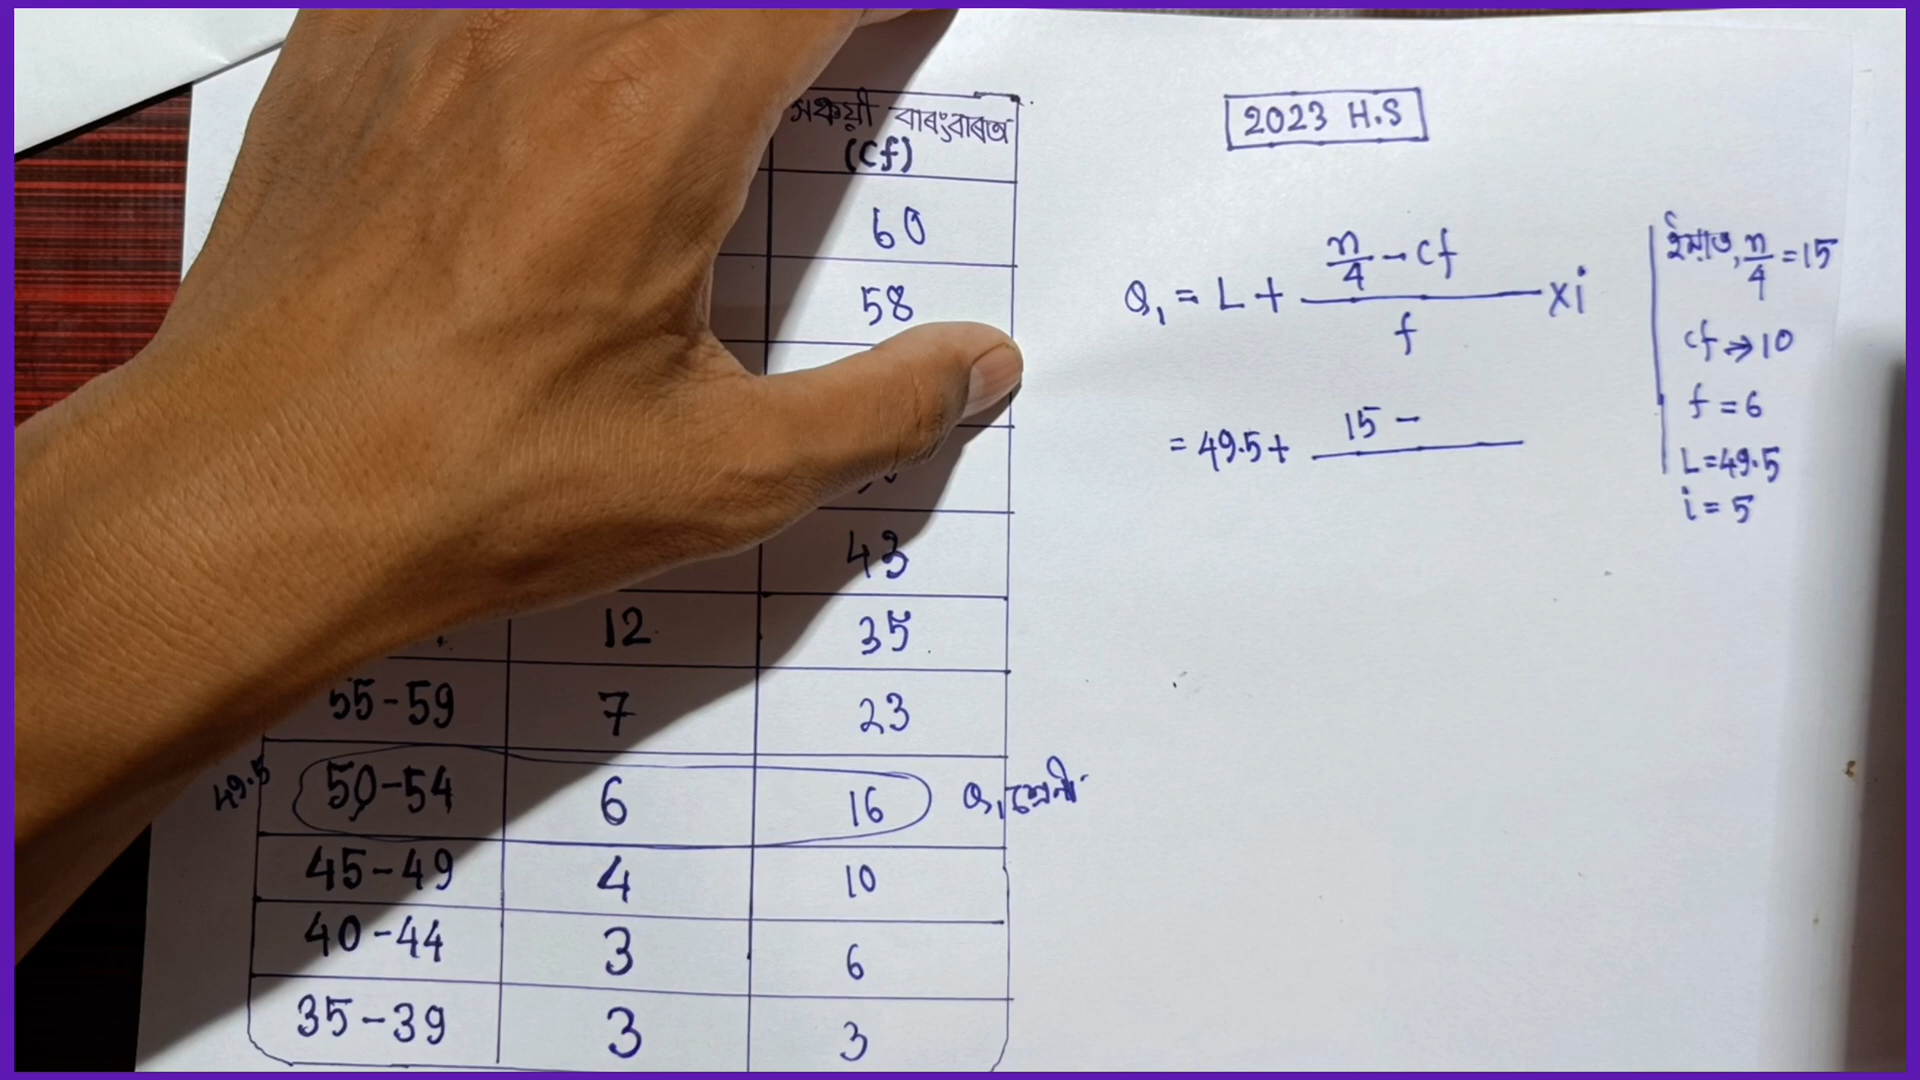 সঞ্চয়ী বাৰংবাৰতা
(Cf)
60
58
43
12 35
55-59 7 23
49.5 50-54 6 16 Q₁ শ্ৰেণী
45-49 4 10
40-44 3 6
35-39 3 3
2023 H.S
n/4 - cf
Q₁ = L + ——— xi
f
= 49.5 + 15 -
ইয়াত, n/4 = 15
cf → 10
f = 6
L = 49.5
i = 5